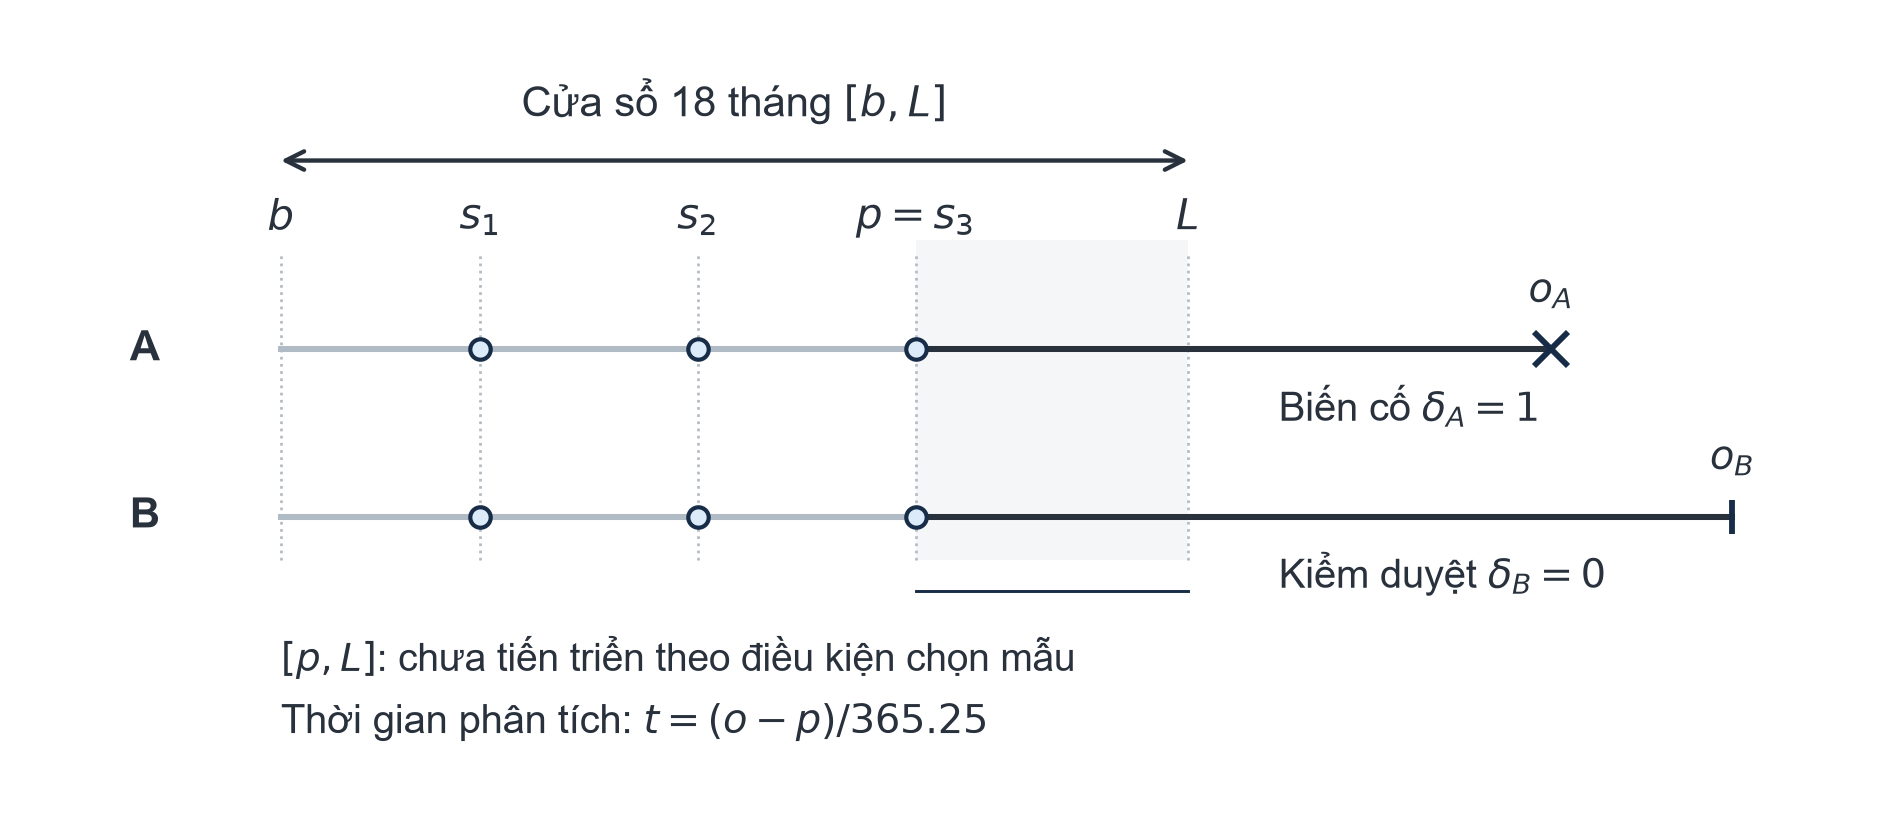 Cửa sổ 18 tháng [b, L]
b s₁ s₂ p = s₃ L
o_A
A
Biến cố δ_A = 1
o_B
B
Kiểm duyệt δ_B = 0
[p, L]: chưa tiến triển theo điều kiện chọn mẫu
Thời gian phân tích: t = (o − p)/365.25